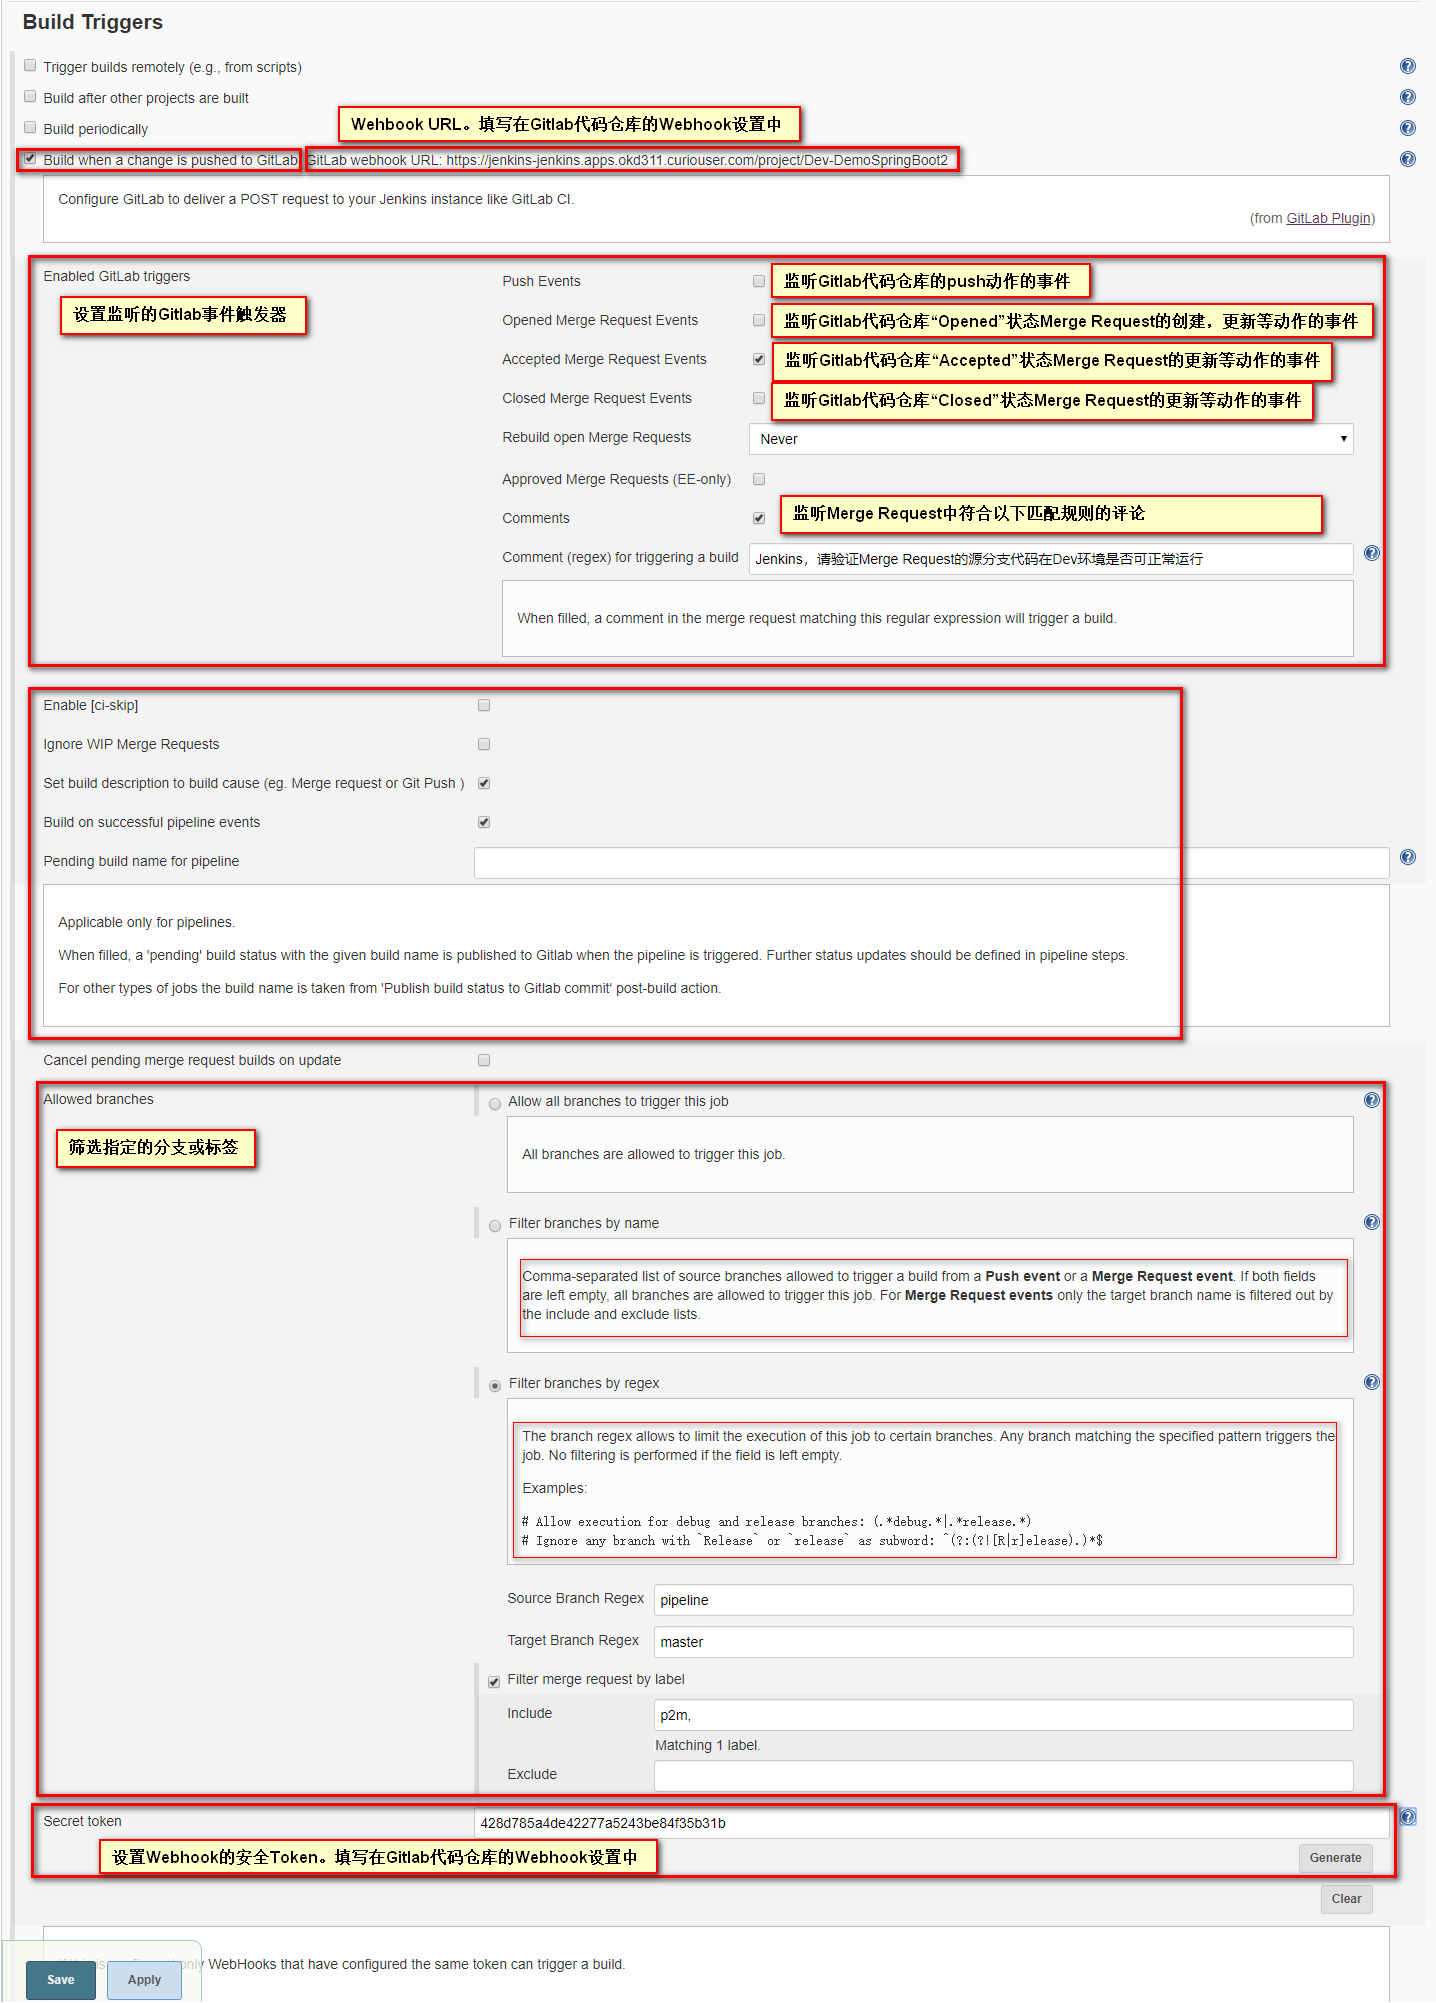 Build Triggers
Trigger builds remotely (e.g., from scripts)
Build after other projects are built
Build periodically
Wehbook URL。填写在Gitlab代码仓库的Webhook设置中
Build when a change is pushed to GitLab. GitLab webhook URL: https://jenkins-jenkins.apps.okd311.curiouser.com/project/Dev-DemoSpringBoot2
Configure GitLab to deliver a POST request to your Jenkins instance like GitLab CI.
(from GitLab Plugin)
Enabled GitLab triggers
设置监听的Gitlab事件触发器
Push Events
监听Gitlab代码仓库的push动作的事件
Opened Merge Request Events
监听Gitlab代码仓库“Opened”状态Merge Request的创建，更新等动作的事件
Accepted Merge Request Events
监听Gitlab代码仓库“Accepted”状态Merge Request的更新等动作的事件
Closed Merge Request Events
监听Gitlab代码仓库“Closed”状态Merge Request的更新等动作的事件
Rebuild open Merge Requests
Never
Approved Merge Requests (EE-only)
Comments
监听Merge Request中符合以下匹配规则的评论
Comment (regex) for triggering a build
Jenkins，请验证Merge Request的源分支代码在Dev环境是否可正常运行
When filled, a comment in the merge request matching this regular expression will trigger a build.
Enable [ci-skip]
Ignore WIP Merge Requests
Set build description to build cause (eg. Merge request or Git Push )
Build on successful pipeline events
Pending build name for pipeline
Applicable only for pipelines.
When filled, a 'pending' build status with the given build name is published to Gitlab when the pipeline is triggered. Further status updates should be defined in pipeline steps.
For other types of jobs the build name is taken from 'Publish build status to Gitlab commit' post-build action.
Cancel pending merge request builds on update
Allowed branches
筛选指定的分支或标签
Allow all branches to trigger this job
All branches are allowed to trigger this job.
Filter branches by name
Comma-separated list of source branches allowed to trigger a build from a Push event or a Merge Request event. If both fields
are left empty, all branches are allowed to trigger this job. For Merge Request events only the target branch name is filtered out by
the include and exclude lists.
Filter branches by regex
The branch regex allows to limit the execution of this job to certain branches. Any branch matching the specified pattern triggers the
job. No filtering is performed if the field is left empty.
Examples:
# Allow execution for debug and release branches: (.*debug.*|.*release.*)
# Ignore any branch with `Release` or `release` as subword: ^(?:(?![R|r]elease).)*$
Source Branch Regex
pipeline
Target Branch Regex
master
Filter merge request by label
Include
p2m,
Matching 1 label.
Exclude
Secret token
428d785a4de42277a5243be84f35b31b
设置Webhook的安全Token。填写在Gitlab代码仓库的Webhook设置中
Generate
Clear
WebHooks that have configured the same token can trigger a build.
Save
Apply